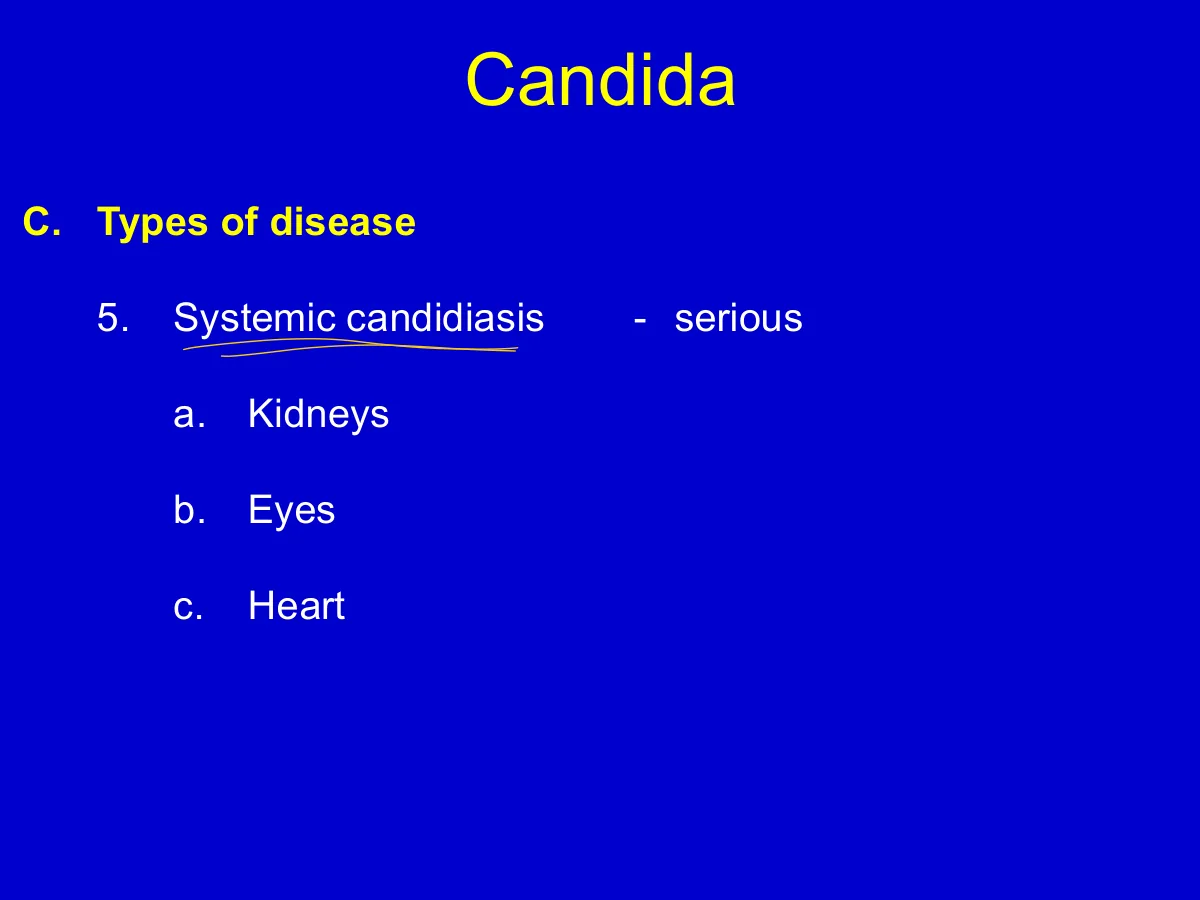 Candida
C. Types of disease
5. Systemic candidiasis - serious
a. Kidneys
b. Eyes
c. Heart